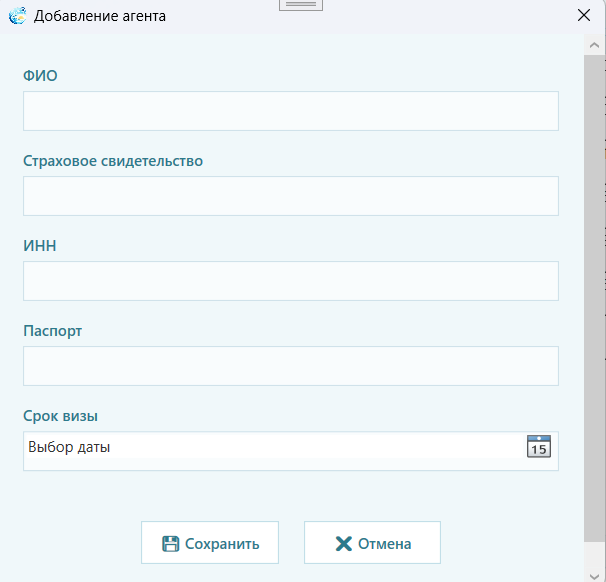 Добавление агента
ФИО
Страховое свидетельство
ИНН
Паспорт
Срок визы
Выбор даты
15
Сохранить
Отмена